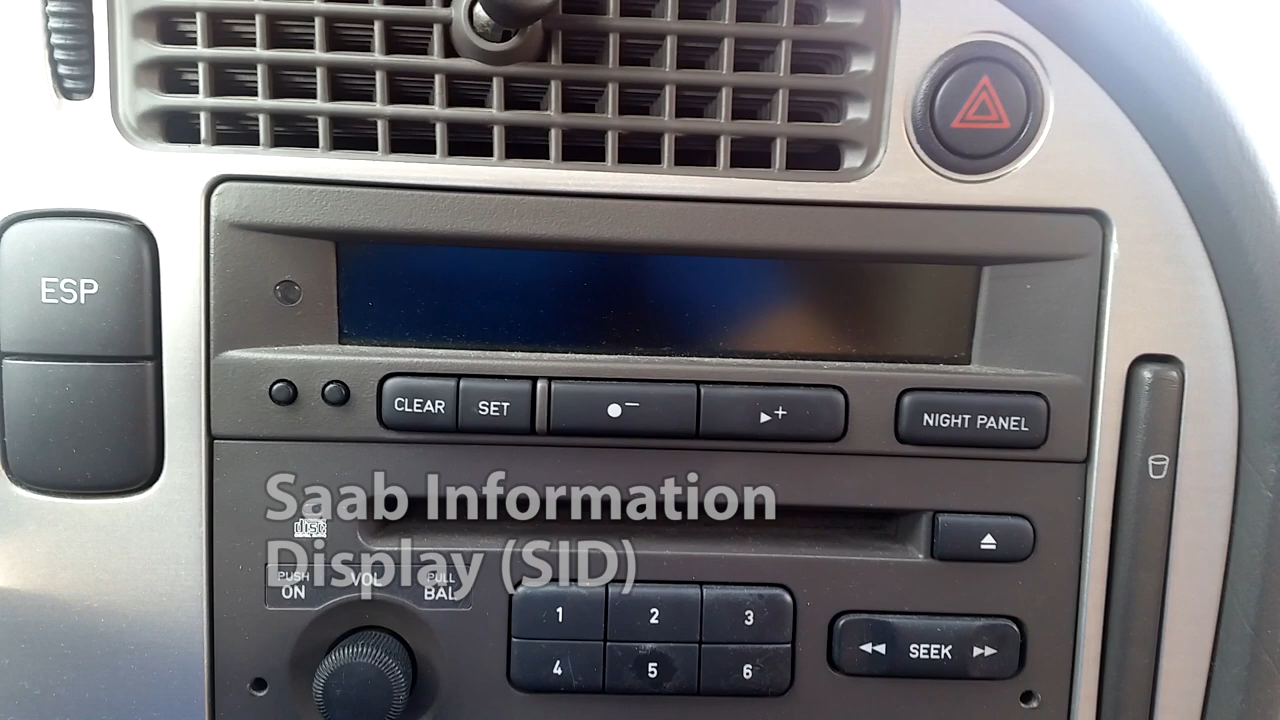 ESP
CLEAR SET ●− ▸+ NIGHT PANEL
Saab Information
Display (SID)
disc
PUSH ON VOL PULL BAL
1 2 3
4 5 6
SEEK